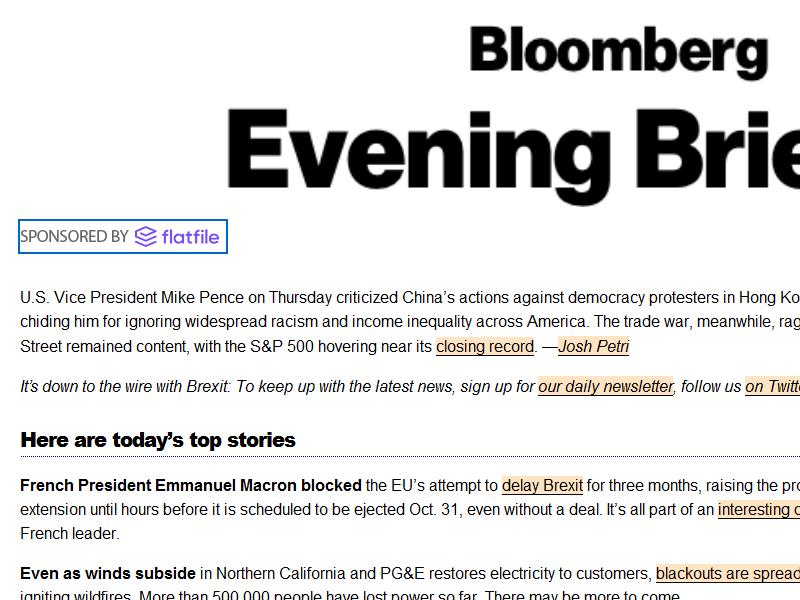 Bloomberg
Evening Brie
SPONSORED BY flatfile
U.S. Vice President Mike Pence on Thursday criticized China’s actions against democracy protesters in Hong Ko
chiding him for ignoring widespread racism and income inequality across America. The trade war, meanwhile, rag
Street remained content, with the S&P 500 hovering near its closing record. —Josh Petri
It’s down to the wire with Brexit: To keep up with the latest news, sign up for our daily newsletter, follow us on Twitt
Here are today’s top stories
French President Emmanuel Macron blocked the EU’s attempt to delay Brexit for three months, raising the pro
extension until hours before it is scheduled to be ejected Oct. 31, even without a deal. It’s all part of an interesting c
French leader.
Even as winds subside in Northern California and PG&E restores electricity to customers, blackouts are spread
igniting wildfires. More than 500,000 people have lost power so far. There may be more to come.